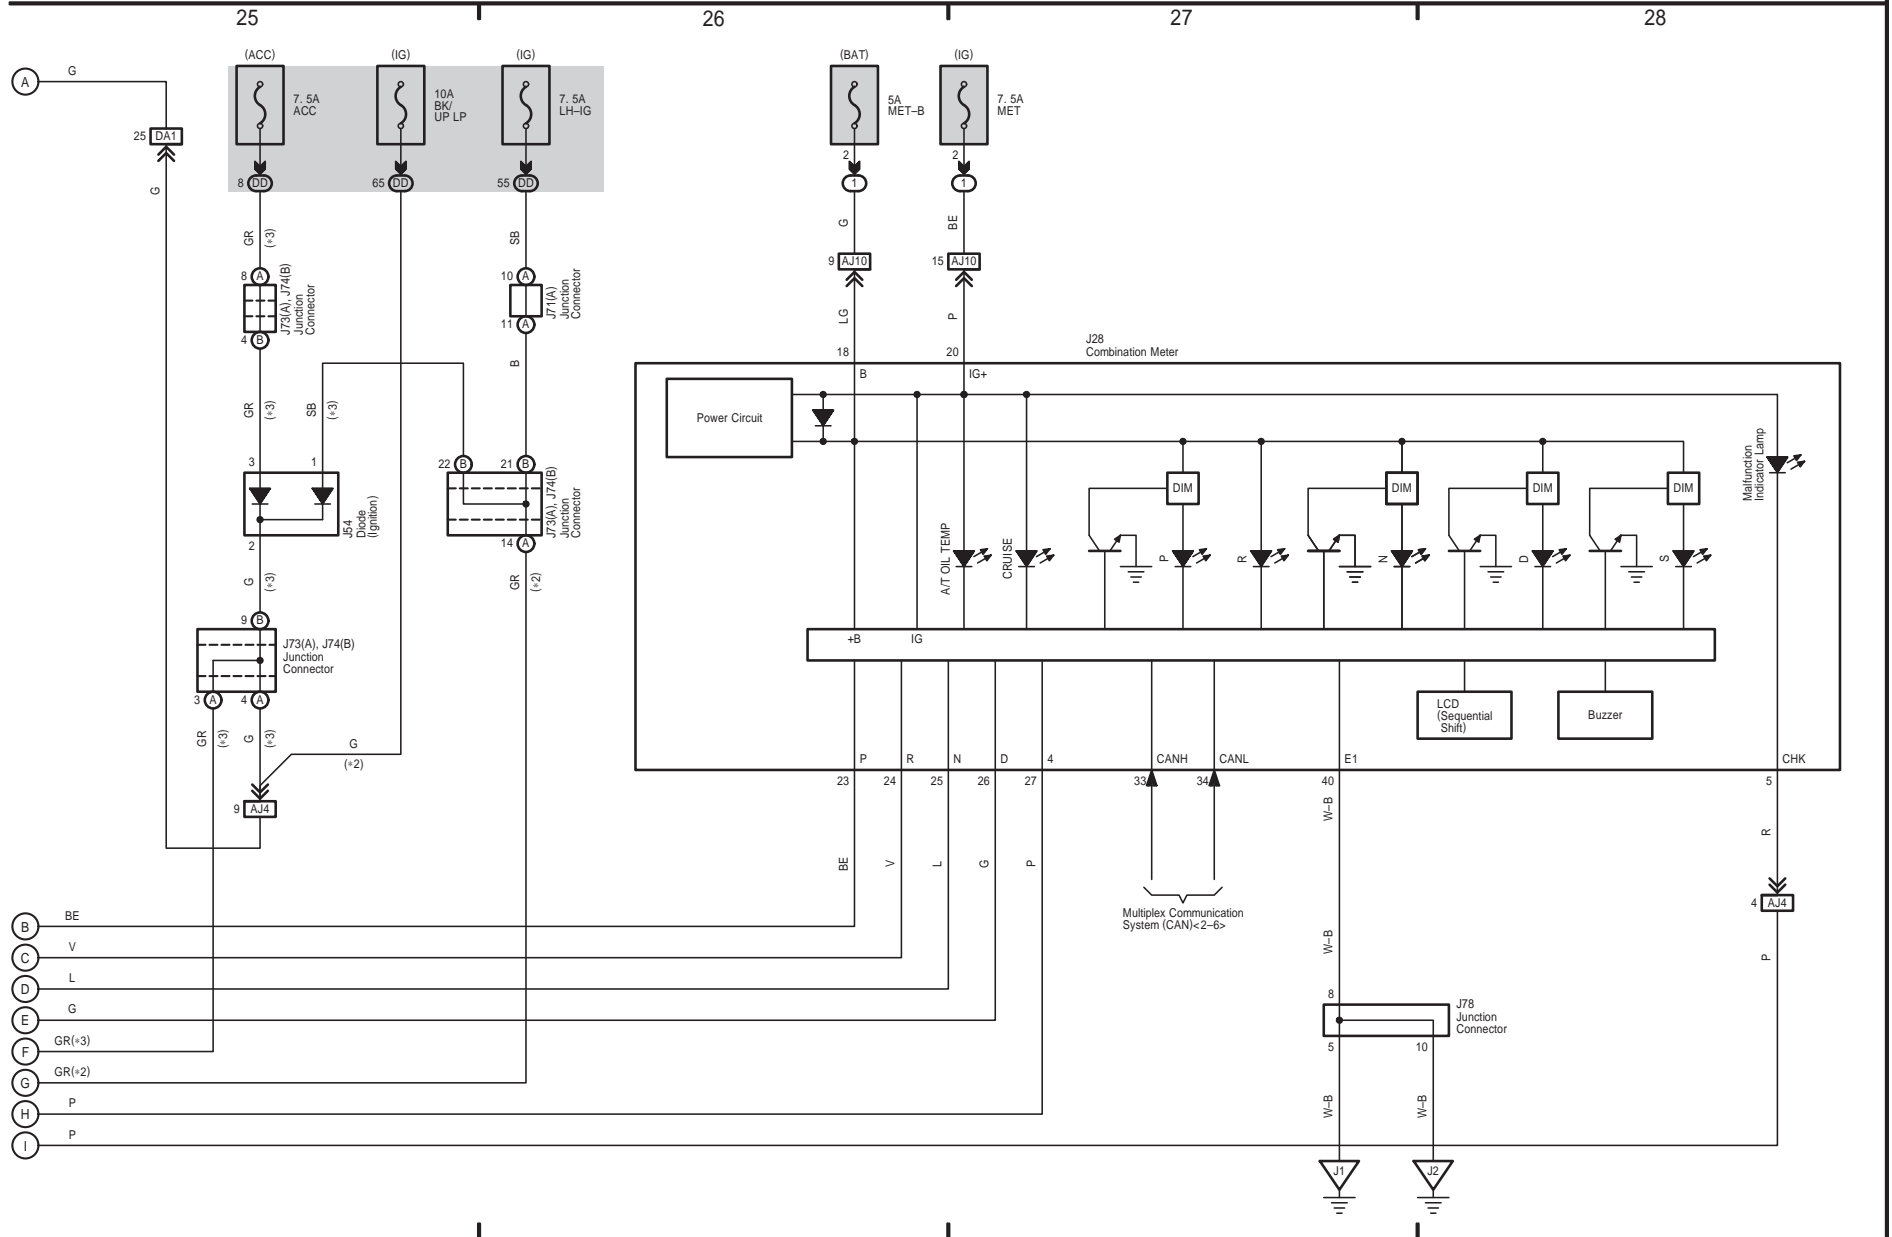 25 26 27 28
(ACC) (IG) (IG) (BAT) (IG)
A G
7. 5A
ACC
10A
BK/
UP LP
7. 5A
LH–IG
5A
MET–B
7. 5A
MET
25 DA1
G
2 2
8 DD 65 DD 55 DD 1 1
GR (∗3) SB G BE
8 A 10 A 9 AJ10 15 AJ10
J73(A), J74(B)
Junction
Connector
J71(A)
Junction
Connector
4 B 11 A
LG P
J28
Combination Meter
18 20
B IG+
B
GR (∗3) SB (∗3)
Power Circuit
Malfunction
Indicator Lamp
3 1 22 B 21 B
DIM DIM DIM DIM
J54
Diode
(Ignition)
J73(A), J74(B)
Junction
Connector
2 14 A
A/T OIL TEMP CRUISE P R N D S
G (∗3) GR (∗2)
9 B
J73(A), J74(B)
Junction
Connector
+B IG
3 A 4 A
GR (∗3) G (∗3)
G
(∗2)
LCD
(Sequential
Shift)
Buzzer
P R N D 4 CANH CANL E1 CHK
23 24 25 26 27 33 34 40 5
9 AJ4
W–B R
BE V L G P
Multiplex Communication
System (CAN)<2–6>
4 AJ4
B BE
C V
W–B P
D L
E G
F GR(∗3)
G GR(∗2)
H P
I P
8
J78
Junction
Connector
5 10
W–B W–B
J1 J2